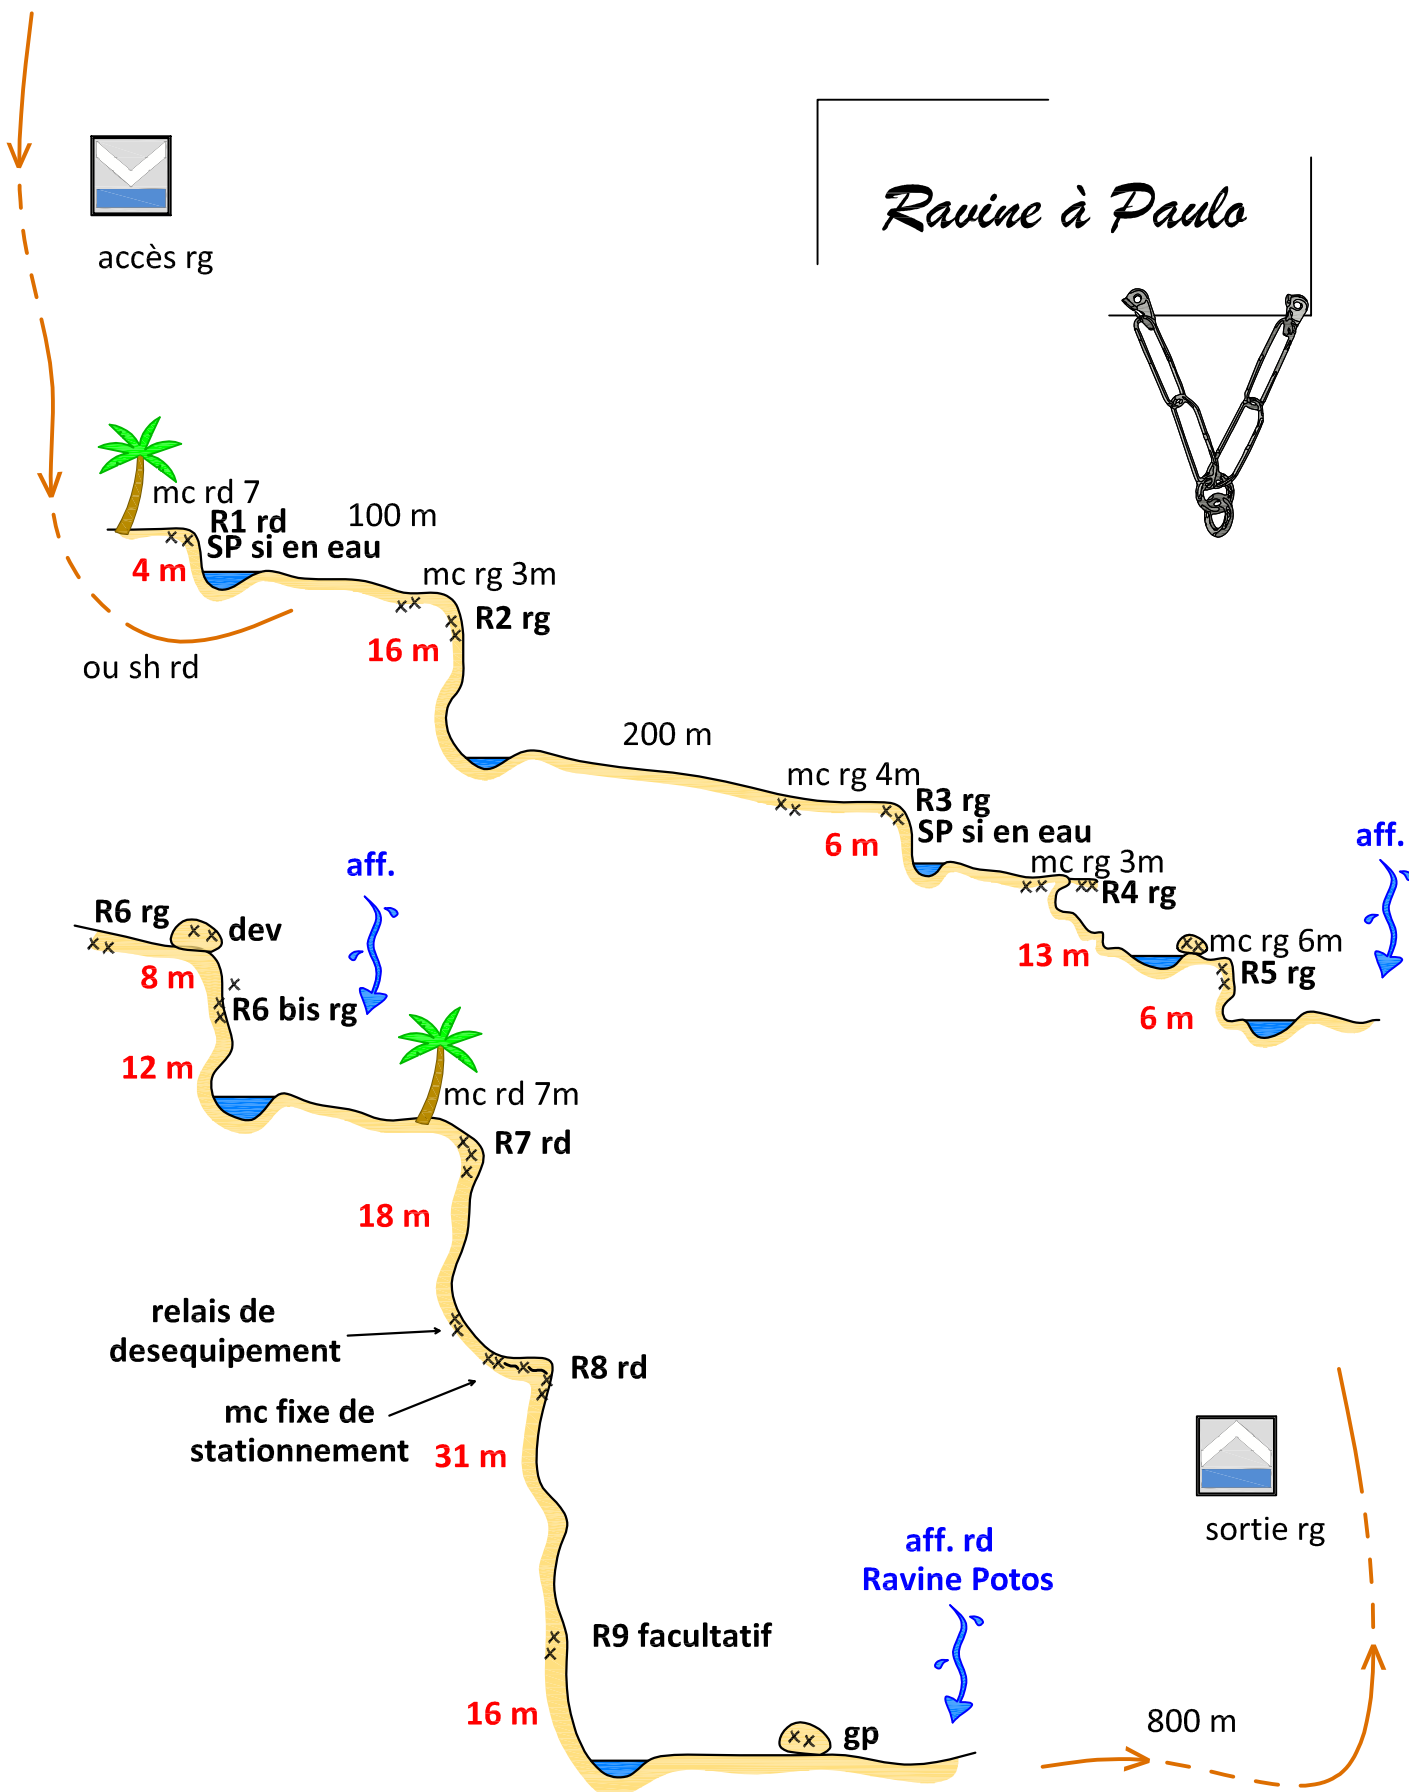 Ravine à Paulo
accès rg
mc rd 7
R1 rd
SP si en eau
4 m
100 m
ou sh rd
mc rg 3m
R2 rg
16 m
200 m
mc rg 4m
R3 rg
SP si en eau
6 m
mc rg 3m
R4 rg
13 m
mc rg 6m
R5 rg
6 m
aff.
R6 rg
dev
8 m
aff.
R6 bis rg
12 m
mc rd 7m
R7 rd
18 m
relais de
desequipement
R8 rd
mc fixe de
stationnement
31 m
R9 facultatif
16 m
aff. rd
Ravine Potos
gp
800 m
sortie rg